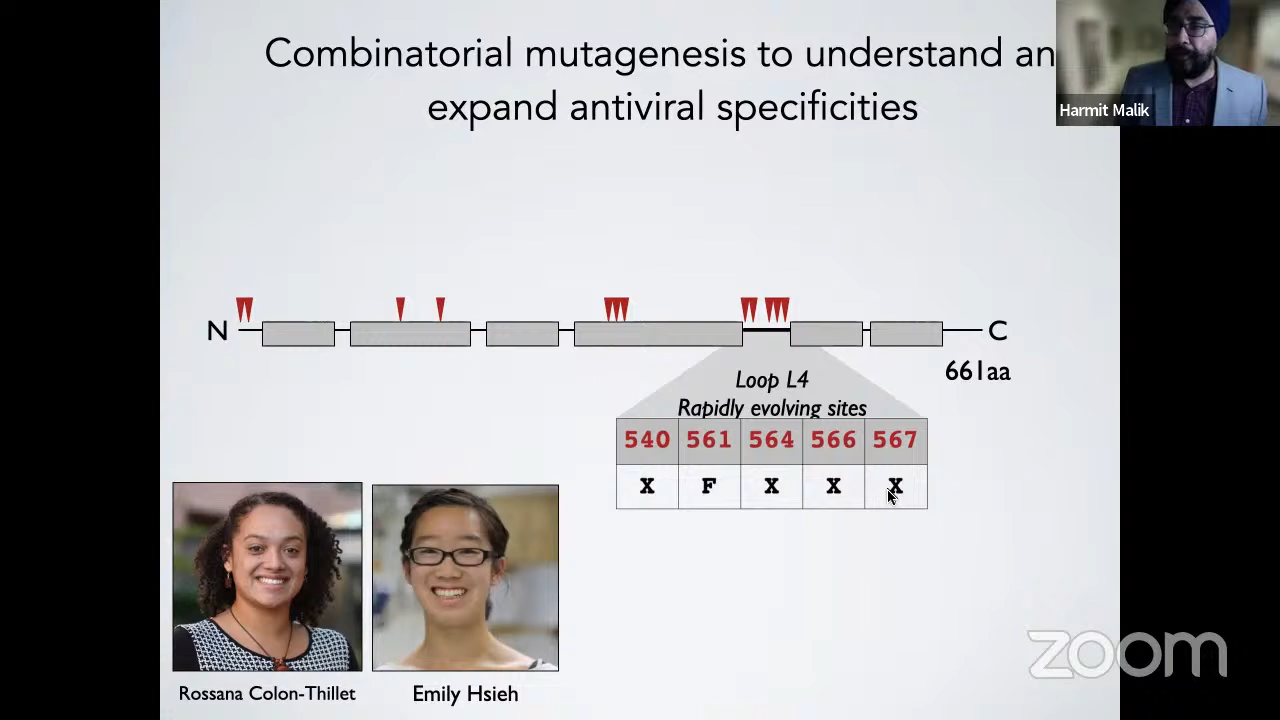 Combinatorial mutagenesis to understand an
expand antiviral specificities
Harmit Malik
N
C
661aa
Loop L4
Rapidly evolving sites
540 561 564 566 567
X F X X X
Rossana Colon-Thillet
Emily Hsieh
zoom